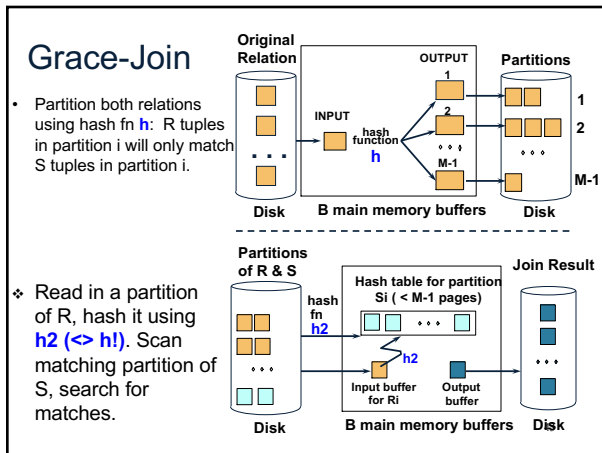 Grace-Join
• Partition both relations
using hash fn h: R tuples
in partition i will only match
S tuples in partition i.
Original
Relation
OUTPUT
Partitions
1
INPUT
2
hash
function
h
M-1
1
2
M-1
Disk
B main memory buffers
Disk
❖ Read in a partition
of R, hash it using
h2 (<> h!). Scan
matching partition of
S, search for
matches.
Partitions
of R & S
hash
fn
h2
Hash table for partition
Si ( < M-1 pages)
Join Result
h2
Input buffer
for Ri
Output
buffer
Disk
B main memory buffers
Disk